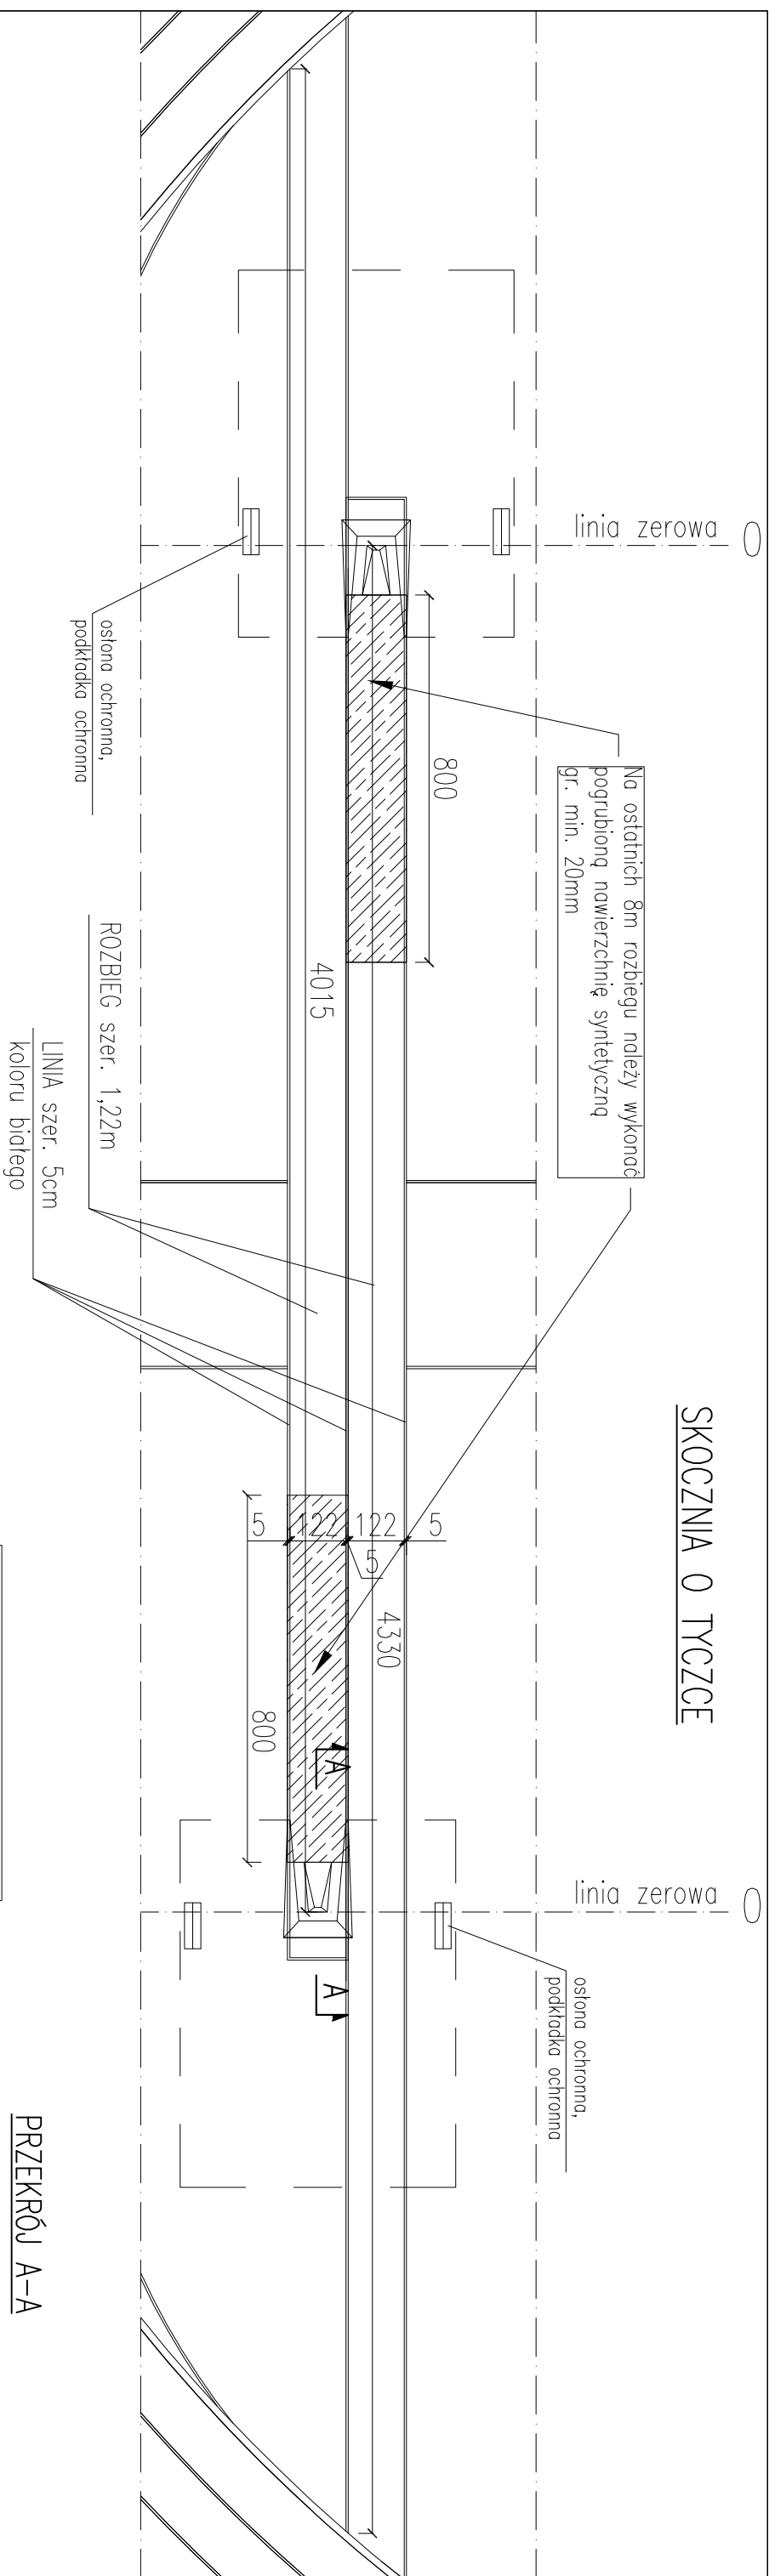 SKOCZNIA O TYCZCE
linia zerowa 0
linia zerowa 0
Na ostatnich 8m rozbiegu należy wykonać
pogrubioną nawierzchnię syntetyczną
gr. min. 20mm
osłona ochronna,
podkładka ochronna
800
4330
5
122
5
122
5
4015
800
A
A
osłona ochronna,
podkładka ochronna
ROZBIEG szer. 1,22m
LINIA szer. 5cm
koloru białego
PRZEKRÓJ A-A